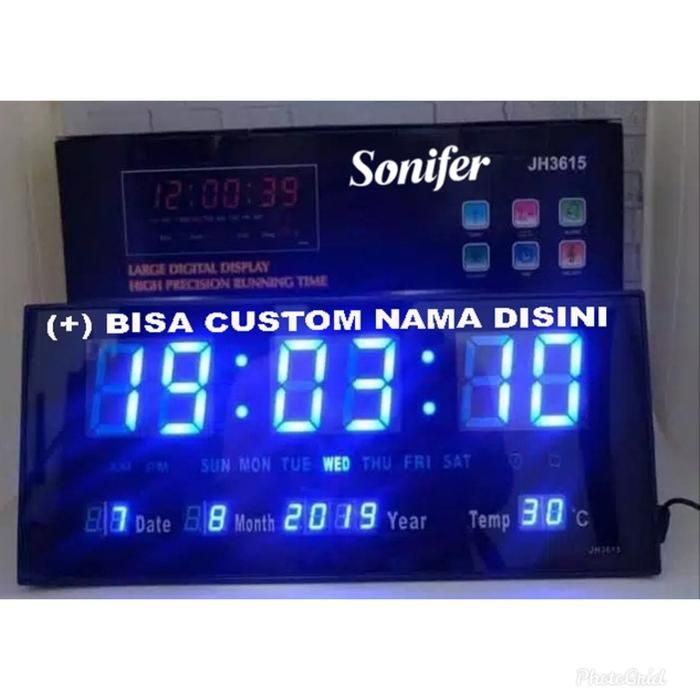 Sonifer
JH3615
12:00:39
LARGE DIGITAL DISPLAY
HIGH PRECISION RUNNING TIME
(+) BISA CUSTOM NAMA DISINI
19:03:10
AM PM SUN MON TUE WED THU FRI SAT
7 Date 8 Month 2019 Year Temp 30 °C
JH3615
PhotoGrid